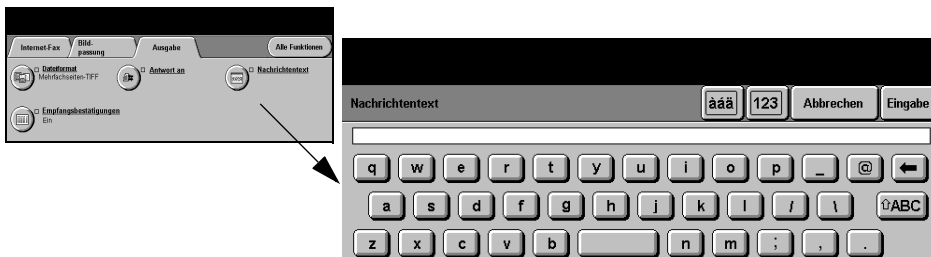 Internet-Fax
Bild-
passung
Ausgabe
Alle Funktionen
Dateiformat
Mehrfachseiten-TIFF
Antwort an
Nachrichtentext
Empfangsbestätigungen
Ein
Nachrichtentext
àáä
123
Abbrechen
Eingabe
q w e r t y u i o p _ @ ←
a s d f g h j k l / \ ⇧ABC
z x c v b n m ; , .